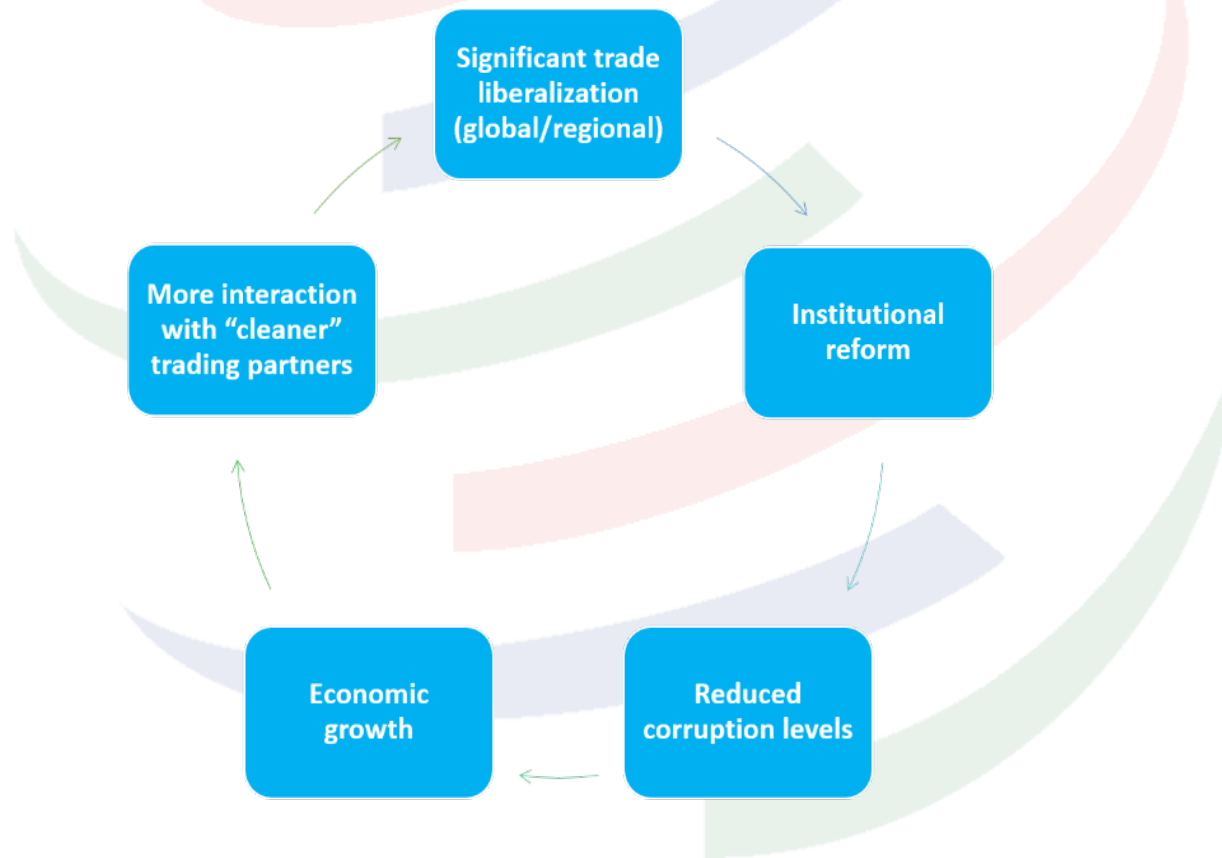 Significant trade
liberalization
(global/regional)
Institutional
reform
Reduced
corruption levels
Economic
growth
More interaction
with “cleaner”
trading partners